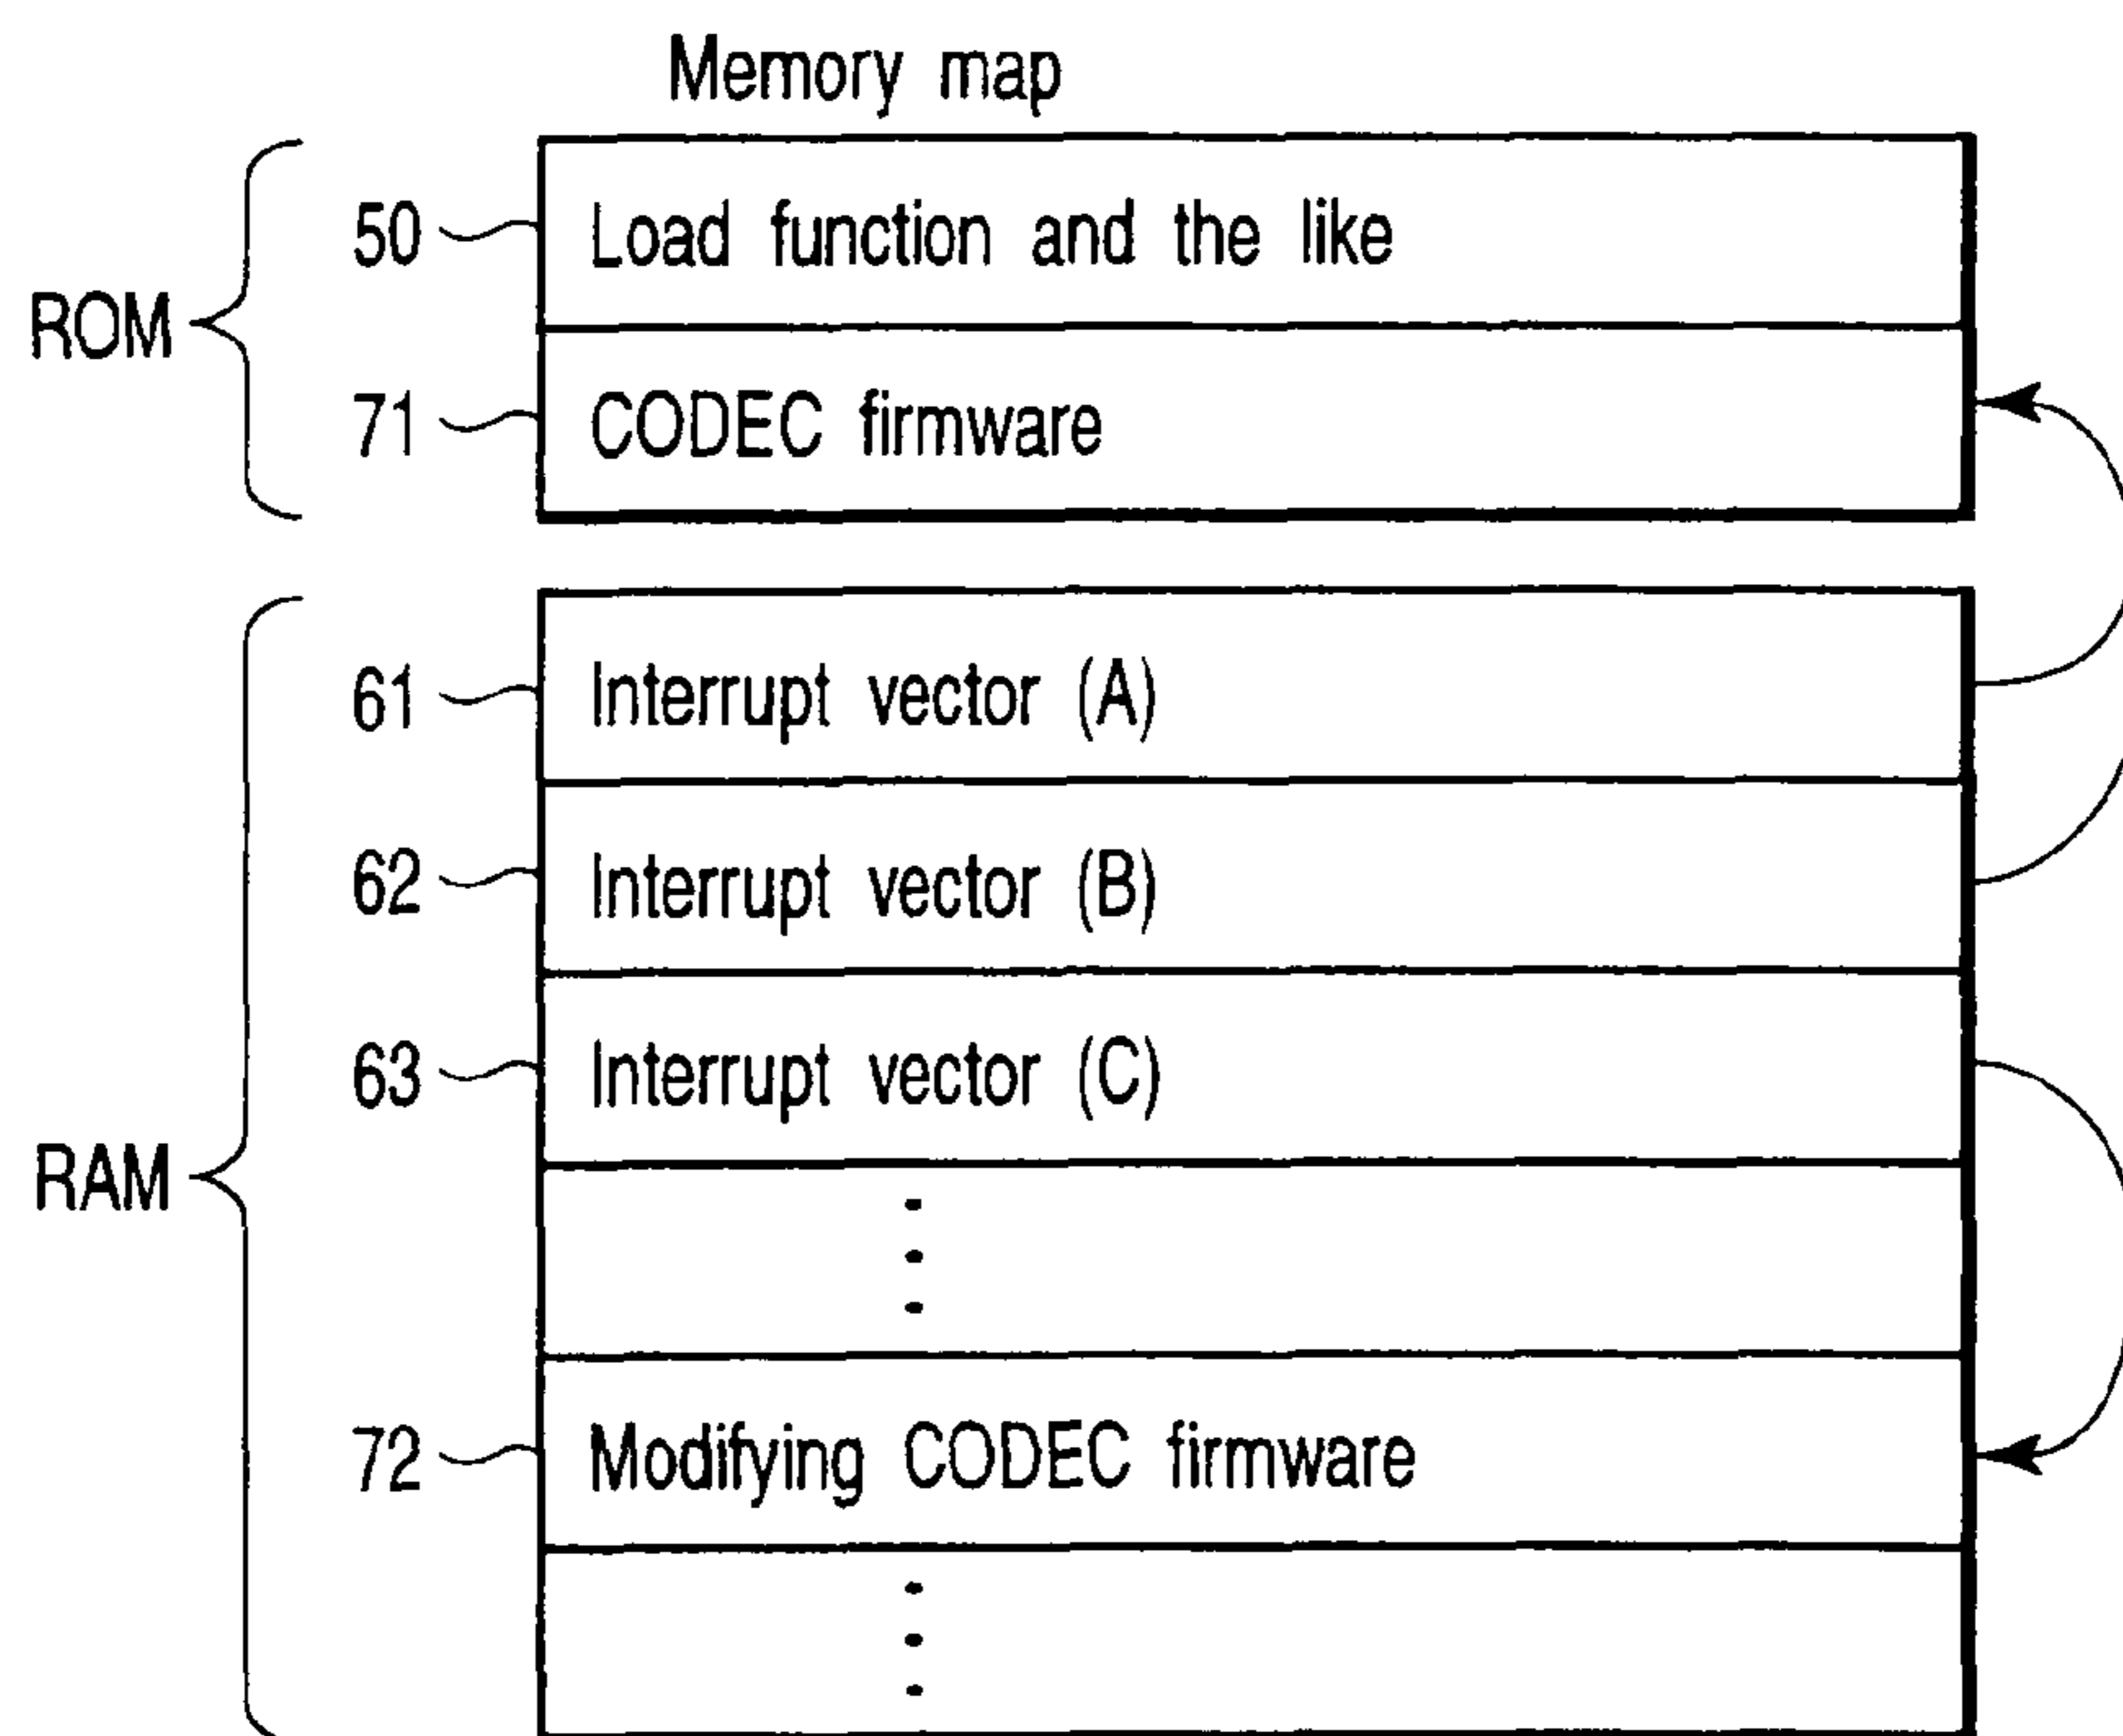 Memory map
ROM
50 Load function and the like
71 CODEC firmware
RAM
61 Interrupt vector (A)
62 Interrupt vector (B)
63 Interrupt vector (C)
72 Modifying CODEC firmware